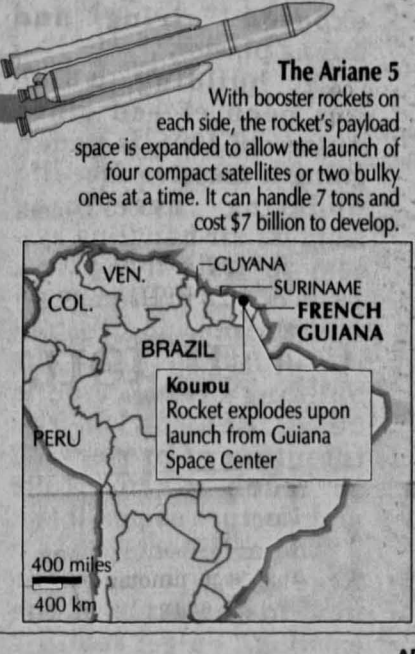 The Ariane 5
With booster rockets on
each side, the rocket's payload
space is expanded to allow the launch of
four compact satellites or two bulky
ones at a time. It can handle 7 tons and
cost $7 billion to develop.
GUYANA
VEN.
SURINAME
COL.
FRENCH
GUIANA
BRAZIL
Kourou
Rocket explodes upon
launch from Guiana
Space Center
PERU
400 miles
400 km